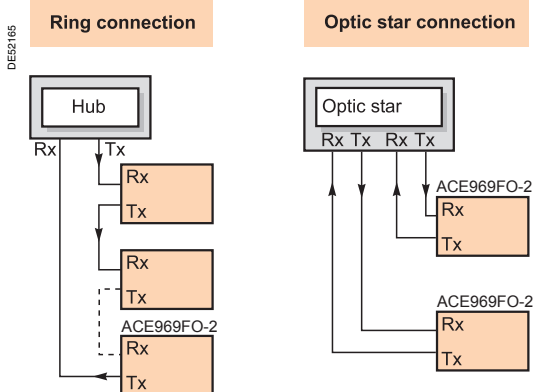 DE52165
Ring connection
Hub
Rx
Tx
Rx
Tx
Rx
Tx
ACE969FO-2
Rx
Tx
Optic star connection
Optic star
Rx Tx Rx Tx
ACE969FO-2
Rx
Tx
ACE969FO-2
Rx
Tx